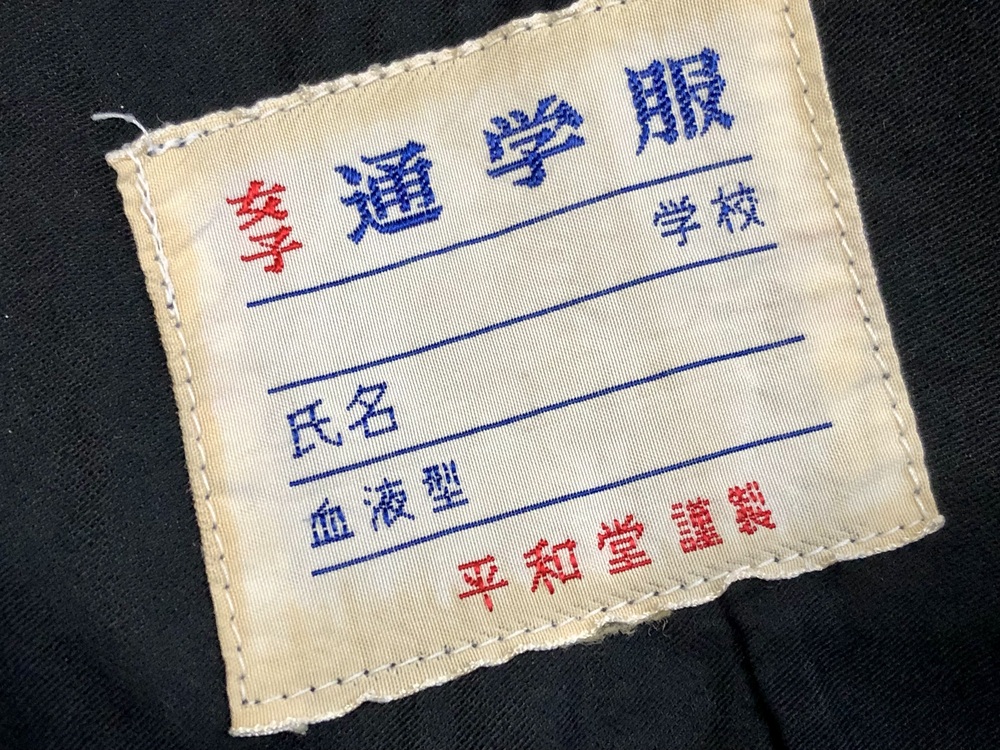 女子 通学服
学校
氏名
血液型
平和堂謹製